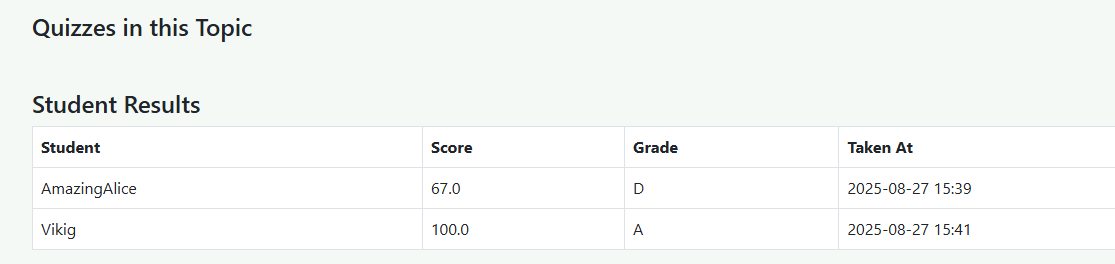 Quizzes in this Topic
Student Results
Student Score Grade Taken At
AmazingAlice 67.0 D 2025-08-27 15:39
Vikig 100.0 A 2025-08-27 15:41